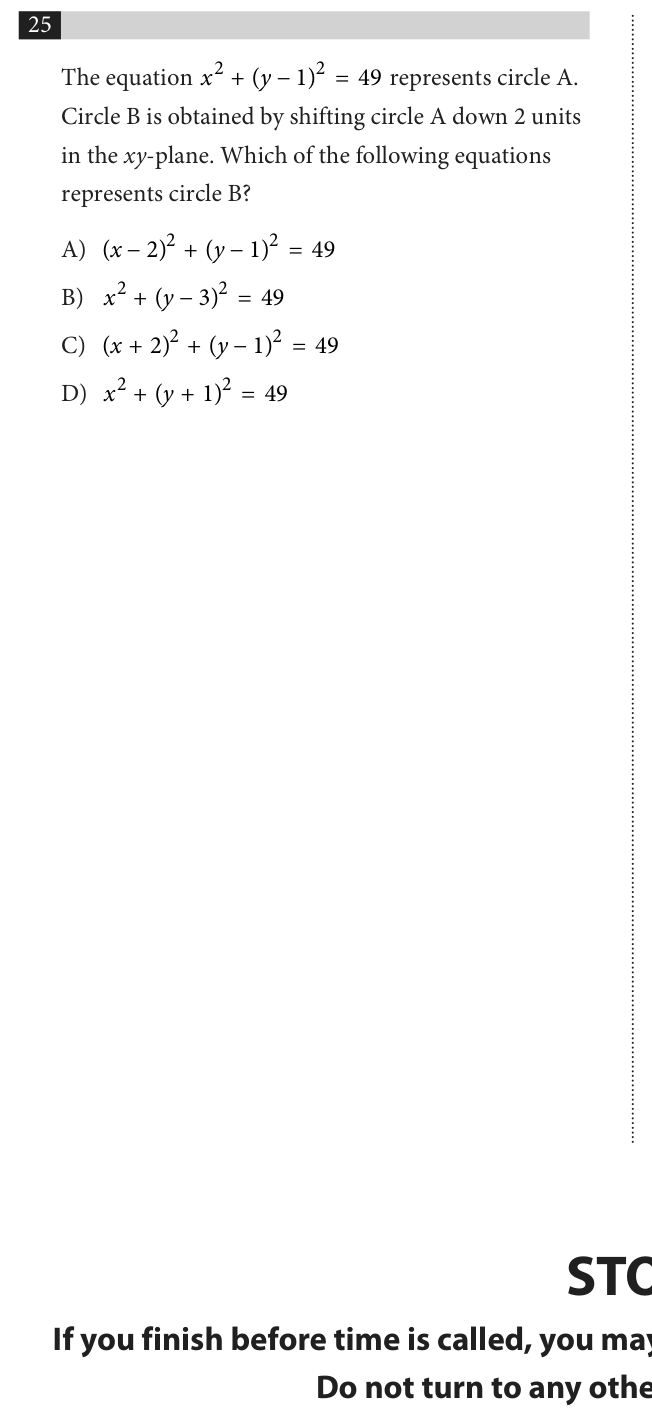 25
The equation x² + (y – 1)² = 49 represents circle A.
Circle B is obtained by shifting circle A down 2 units
in the xy-plane. Which of the following equations
represents circle B?
A) (x – 2)² + (y – 1)² = 49
B) x² + (y – 3)² = 49
C) (x + 2)² + (y – 1)² = 49
D) x² + (y + 1)² = 49
If you finish before time is called, you may
Do not turn to any